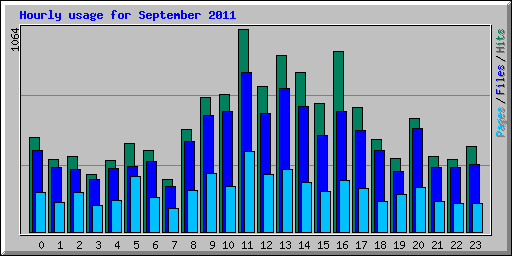 Hourly usage for September 2011
1064
Pages / Files / Hits
0 1 2 3 4 5 6 7 8 9 10 11 12 13 14 15 16 17 18 19 20 21 22 23